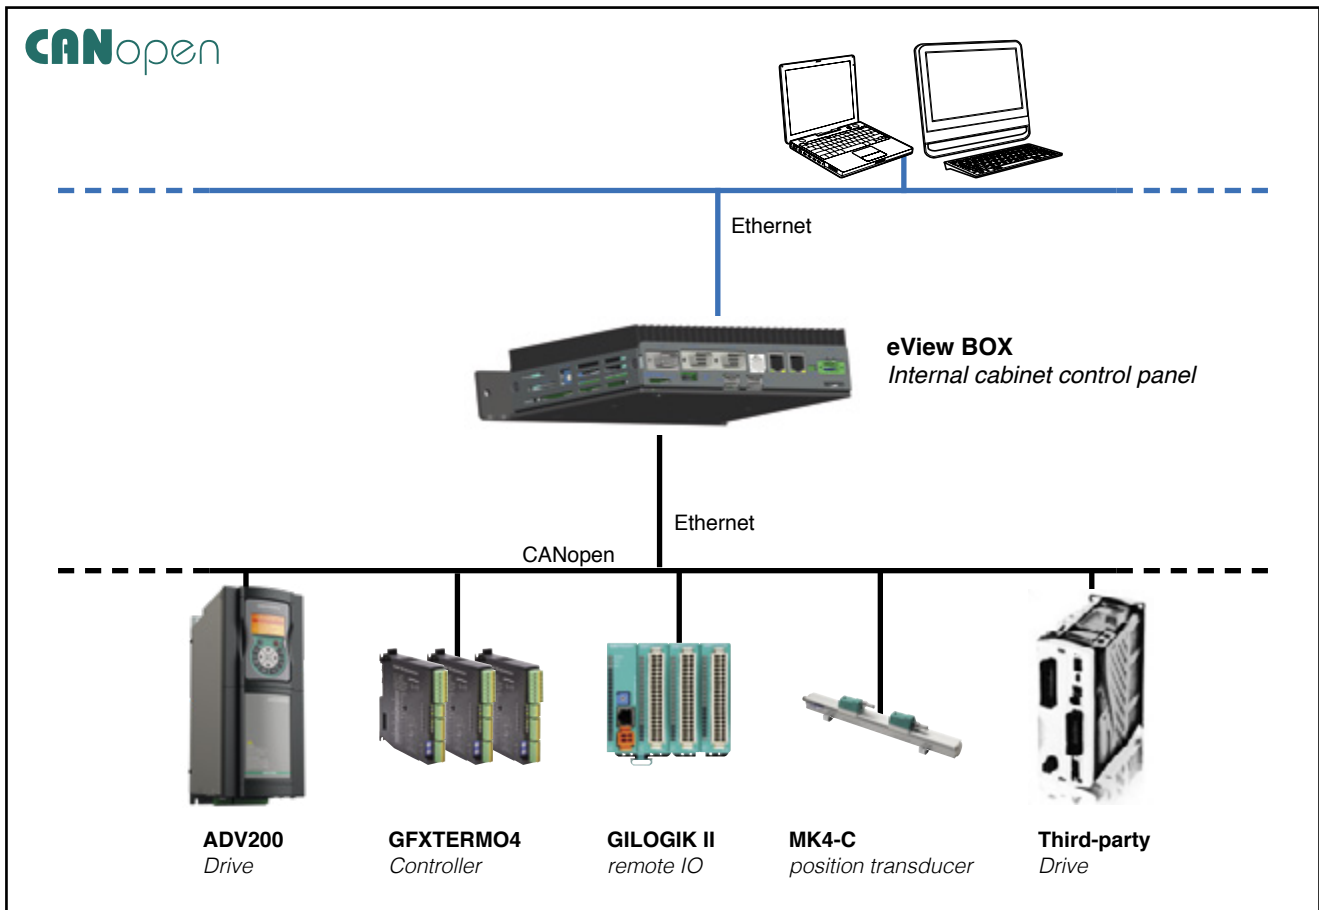 CANopen
Ethernet
eView BOX
Internal cabinet control panel
Ethernet
CANopen
ADV200
Drive
GFXTERMO4
Controller
GILOGIK II
remote IO
MK4-C
position transducer
Third-party
Drive